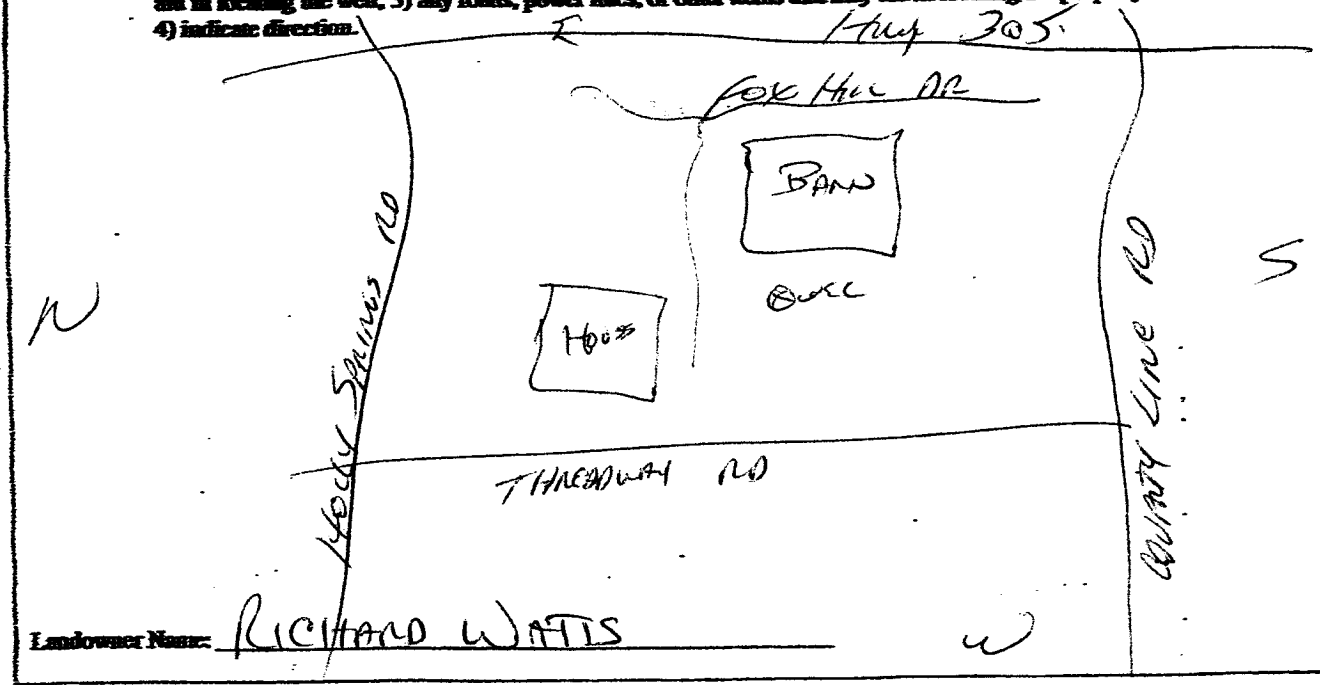 4) indicate direction.
E
Hwy 305.
FOX HILL DR
BARN
WELL
HOUSE
N
S
HOLLY SPRINGS RD
COUNTY LINE RD
THREADWAY RD
W
Landowner Name: RICHARD WATTS